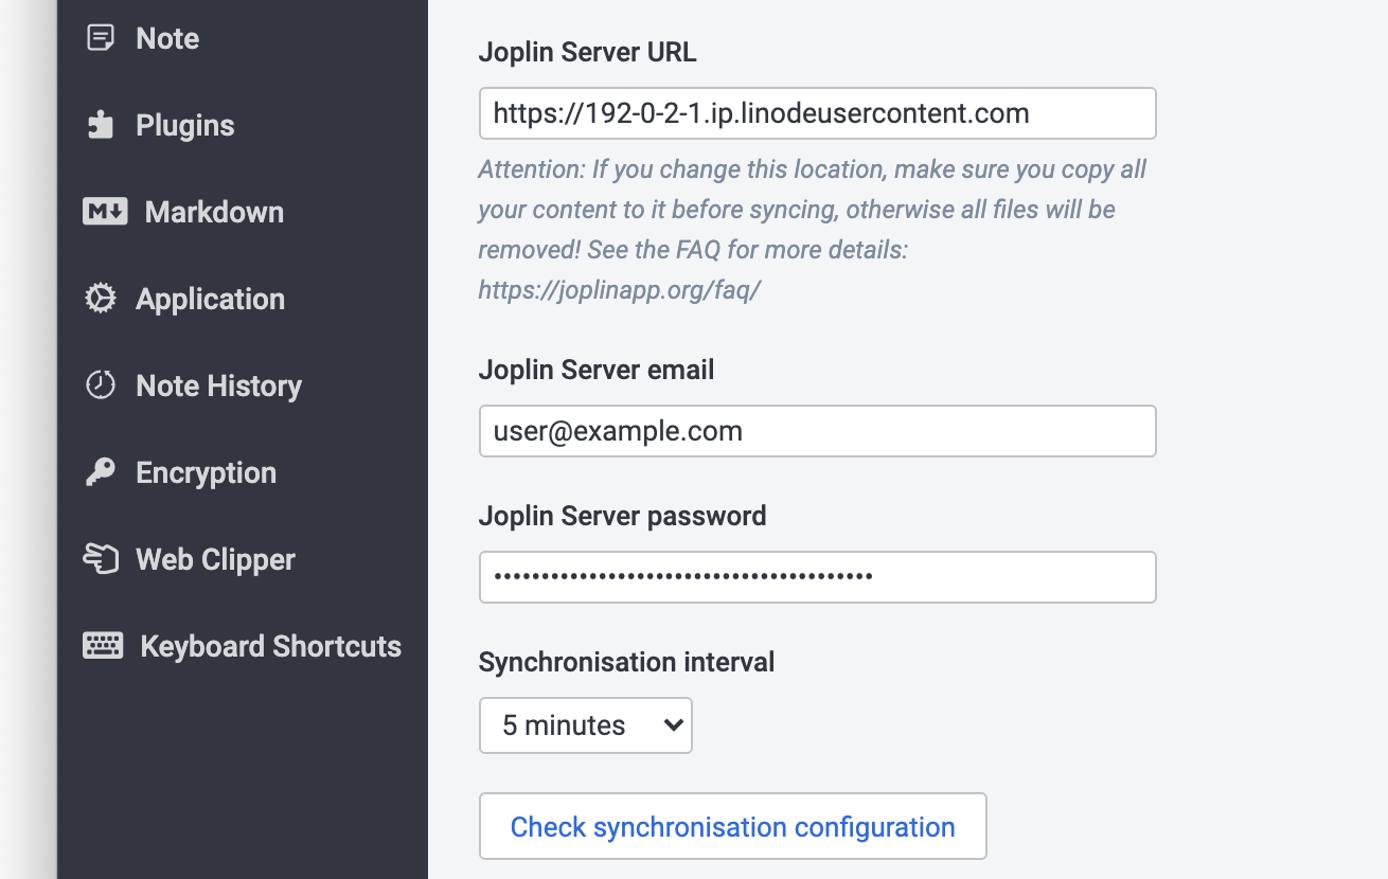 Note
Plugins
Markdown
Application
Note History
Encryption
Web Clipper
Keyboard Shortcuts
Joplin Server URL
https://192-0-2-1.ip.linodeusercontent.com
Attention: If you change this location, make sure you copy all
your content to it before syncing, otherwise all files will be
removed! See the FAQ for more details:
https://joplinapp.org/faq/
Joplin Server email
user@example.com
Joplin Server password
••••••••••••••••••••••••••••••••••••••••
Synchronisation interval
5 minutes
Check synchronisation configuration